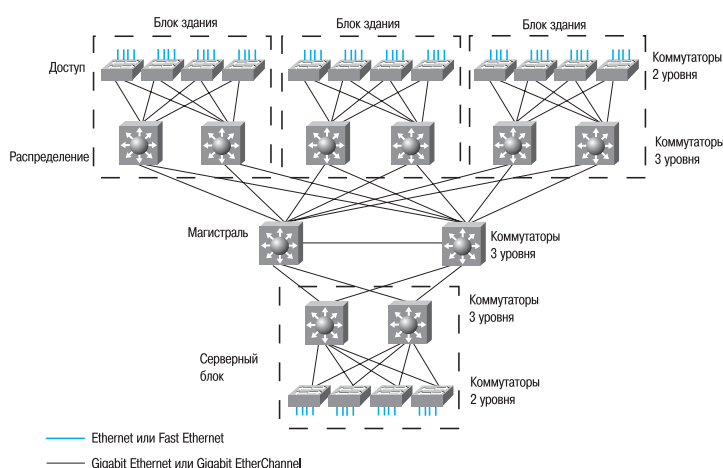 Блок здания
Блок здания
Блок здания
Доступ
Коммутаторы
2 уровня
Распределение
Коммутаторь
3 уровня
Магистраль
Коммутаторы
3 уровня
Коммутаторы
3 уровня
Серверный
блок
Коммутаторы
2 уровня
Ethernet или Fast Ethernet
Gigabit Ethernet или Gigabit EtherChannel